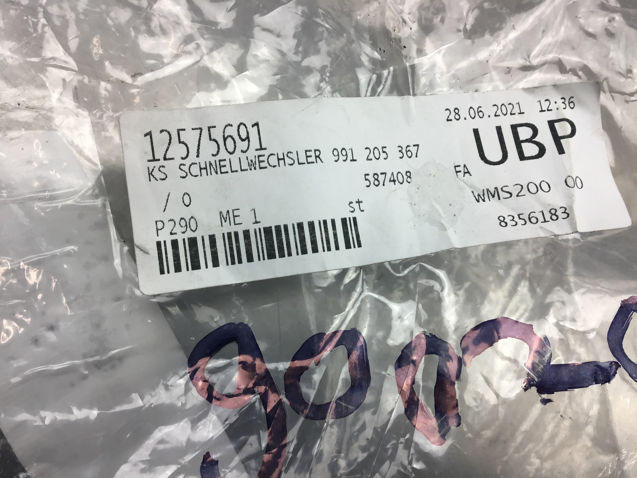 28.06.2021 12:36
12575691
UBP
KS SCHNELLWECHSLER 991 205 367
587408 FA
/ 0
WMS200 00
P290 ME 1 st
8356183